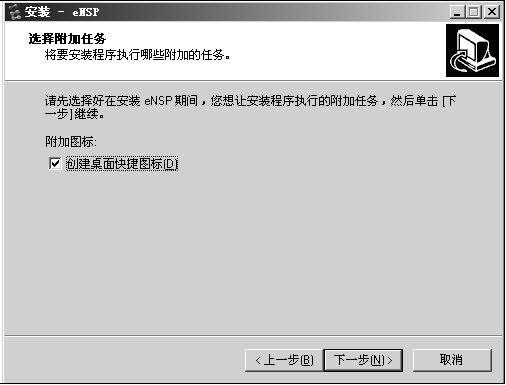 安装 - eNSP
选择附加任务
将要安装程序执行哪些附加的任务。
请先选择好在安装 eNSP 期间，您想让安装程序执行的附加任务，然后单击 [下
一步]继续。
附加图标:
创建桌面快捷图标(D)
<上一步(B) 下一步(N)> 取消